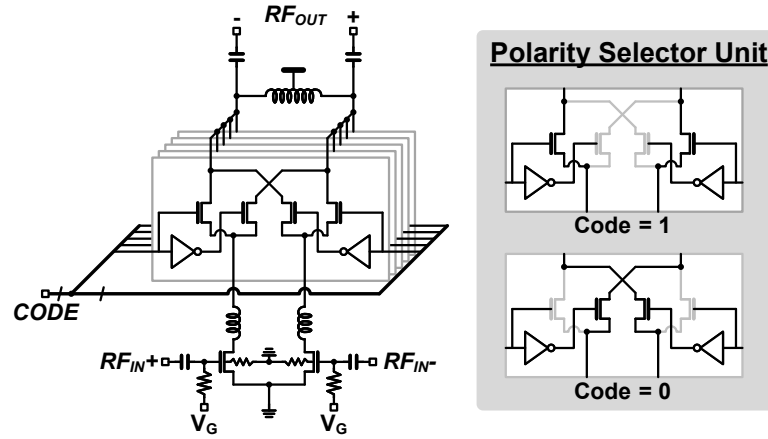 - RFOUT +
Polarity Selector Unit
Code = 1
CODE
RFIN+
RFIN-
VG
VG
Code = 0